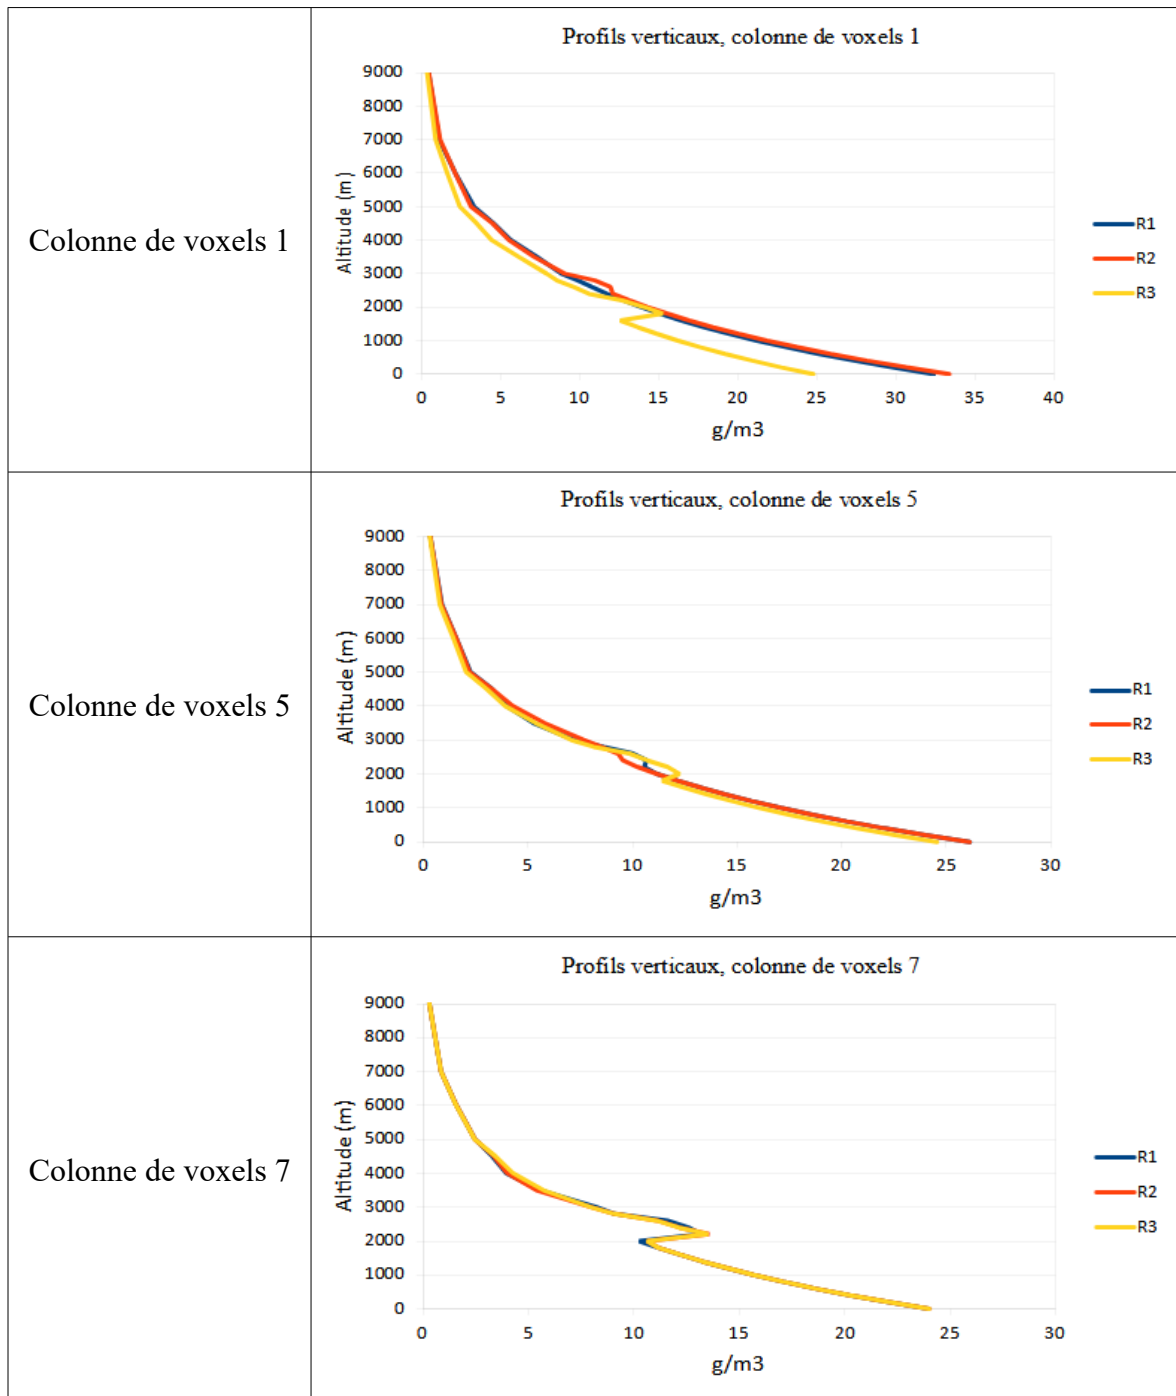 Colonne de voxels 1
Profils verticaux, colonne de voxels 1
Altitude (m)
9000
8000
7000
6000
5000
4000
3000
2000
1000
0
0 5 10 15 20 25 30 35 40
g/m3
R1
R2
R3
Colonne de voxels 5
Profils verticaux, colonne de voxels 5
Altitude (m)
9000
8000
7000
6000
5000
4000
3000
2000
1000
0
0 5 10 15 20 25 30
g/m3
R1
R2
R3
Colonne de voxels 7
Profils verticaux, colonne de voxels 7
Altitude (m)
9000
8000
7000
6000
5000
4000
3000
2000
1000
0
0 5 10 15 20 25 30
g/m3
R1
R2
R3